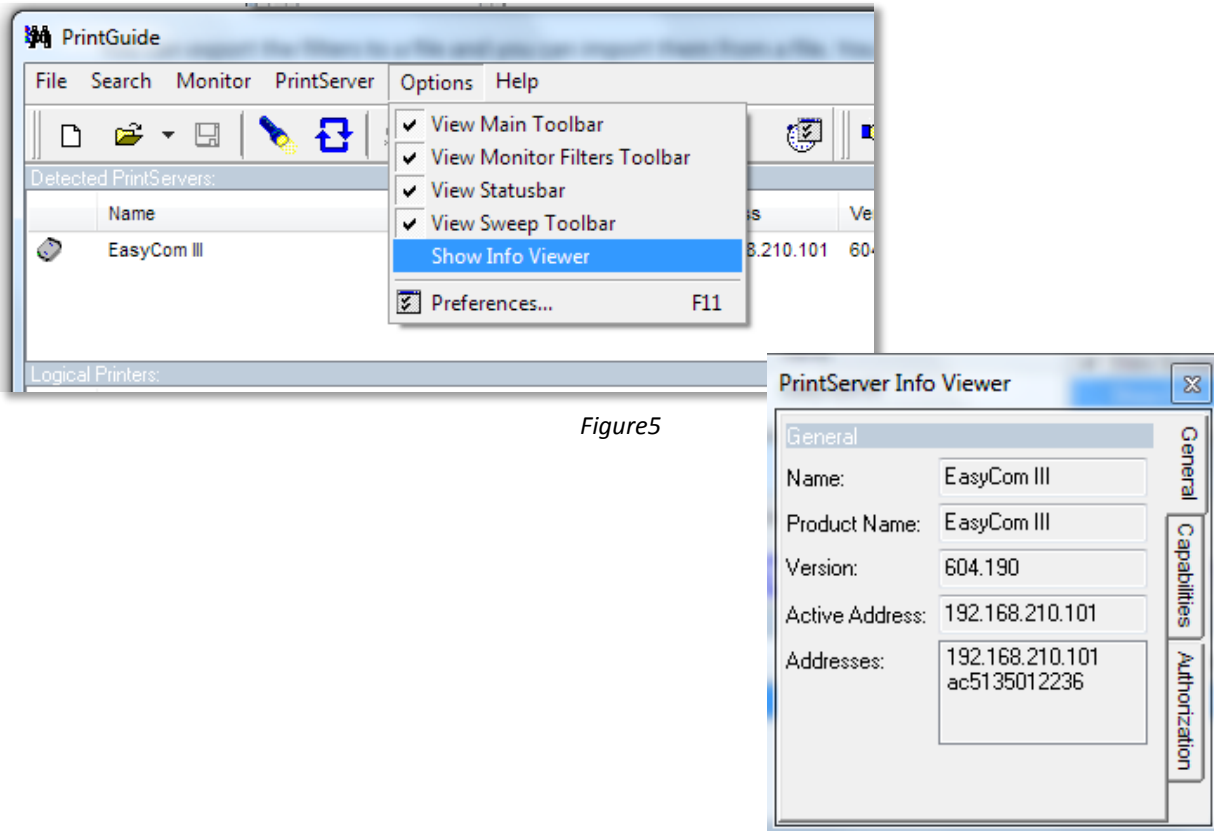 PrintGuide
File Search Monitor PrintServer Options Help
View Main Toolbar
View Monitor Filters Toolbar
View Statusbar
View Sweep Toolbar
Show Info Viewer
Preferences... F11
Detected PrintServers:
Name
EasyCom III
8.210.101
Logical Printers:
Figure5
PrintServer Info Viewer
General
Name: EasyCom III
Product Name: EasyCom III
Version: 604.190
Active Address: 192.168.210.101
Addresses: 192.168.210.101
ac5135012236
General
Capabilities
Authorization